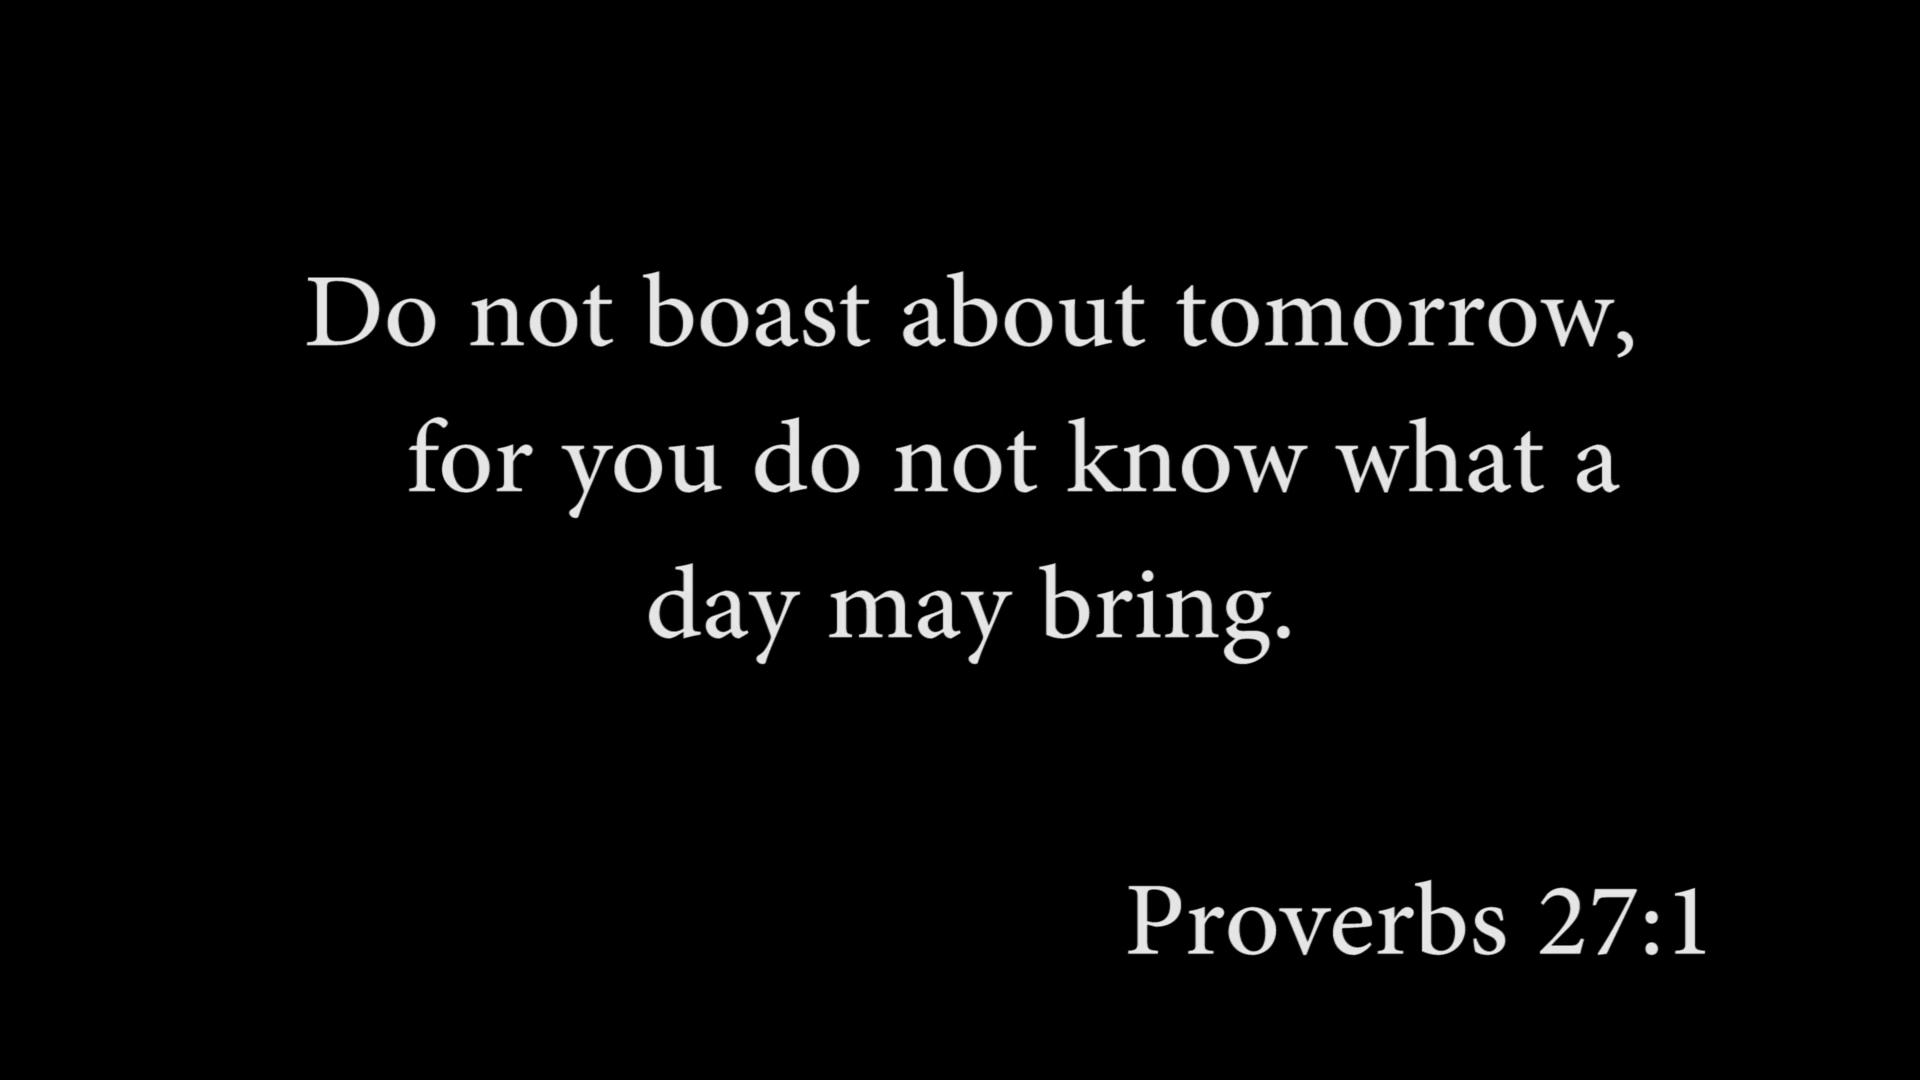 Do not boast about tomorrow,
for you do not know what a
day may bring.
Proverbs 27:1